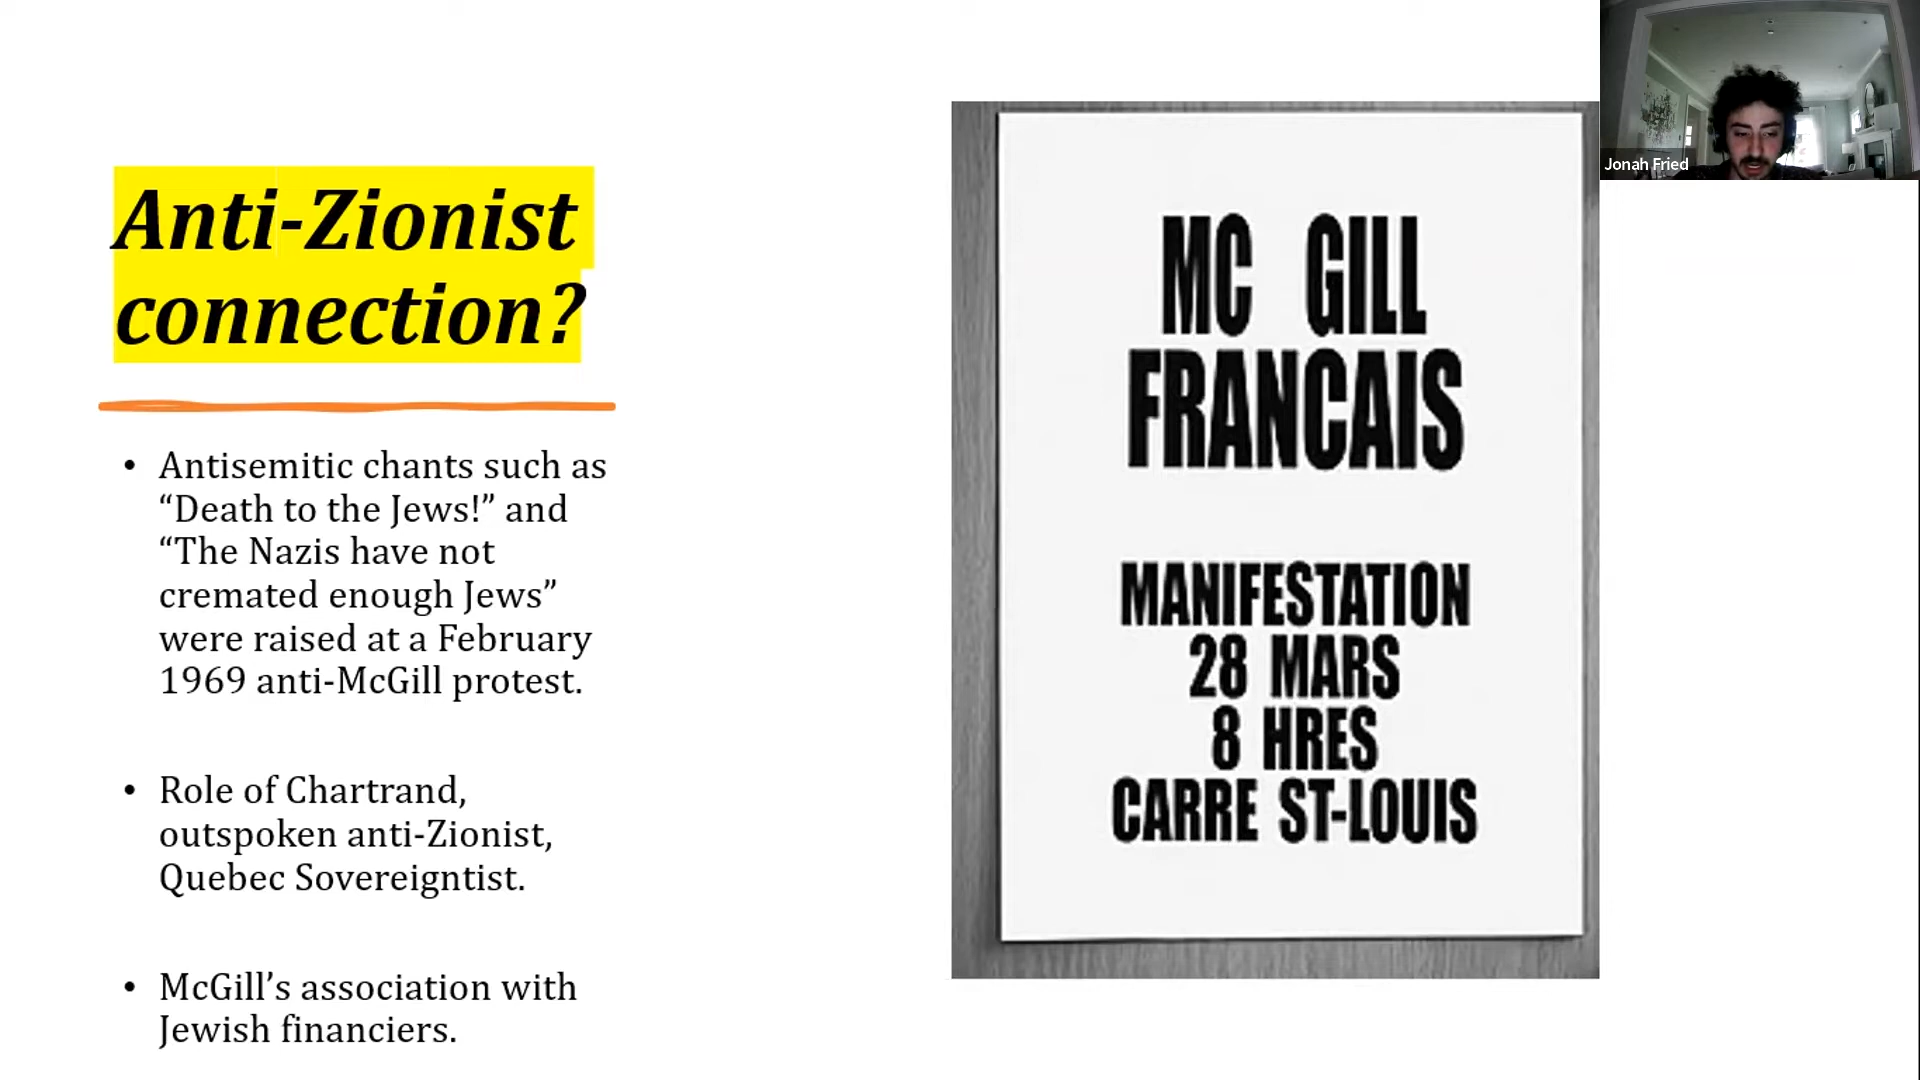 Anti-Zionist
connection?
• Antisemitic chants such as
“Death to the Jews!” and
“The Nazis have not
cremated enough Jews”
were raised at a February
1969 anti-McGill protest.
• Role of Chartrand,
outspoken anti-Zionist,
Quebec Sovereigntist.
• McGill’s association with
Jewish financiers.
MC GILL
FRANCAIS
MANIFESTATION
28 MARS
8 HRES
CARRE ST-LOUIS
Jonah Fried